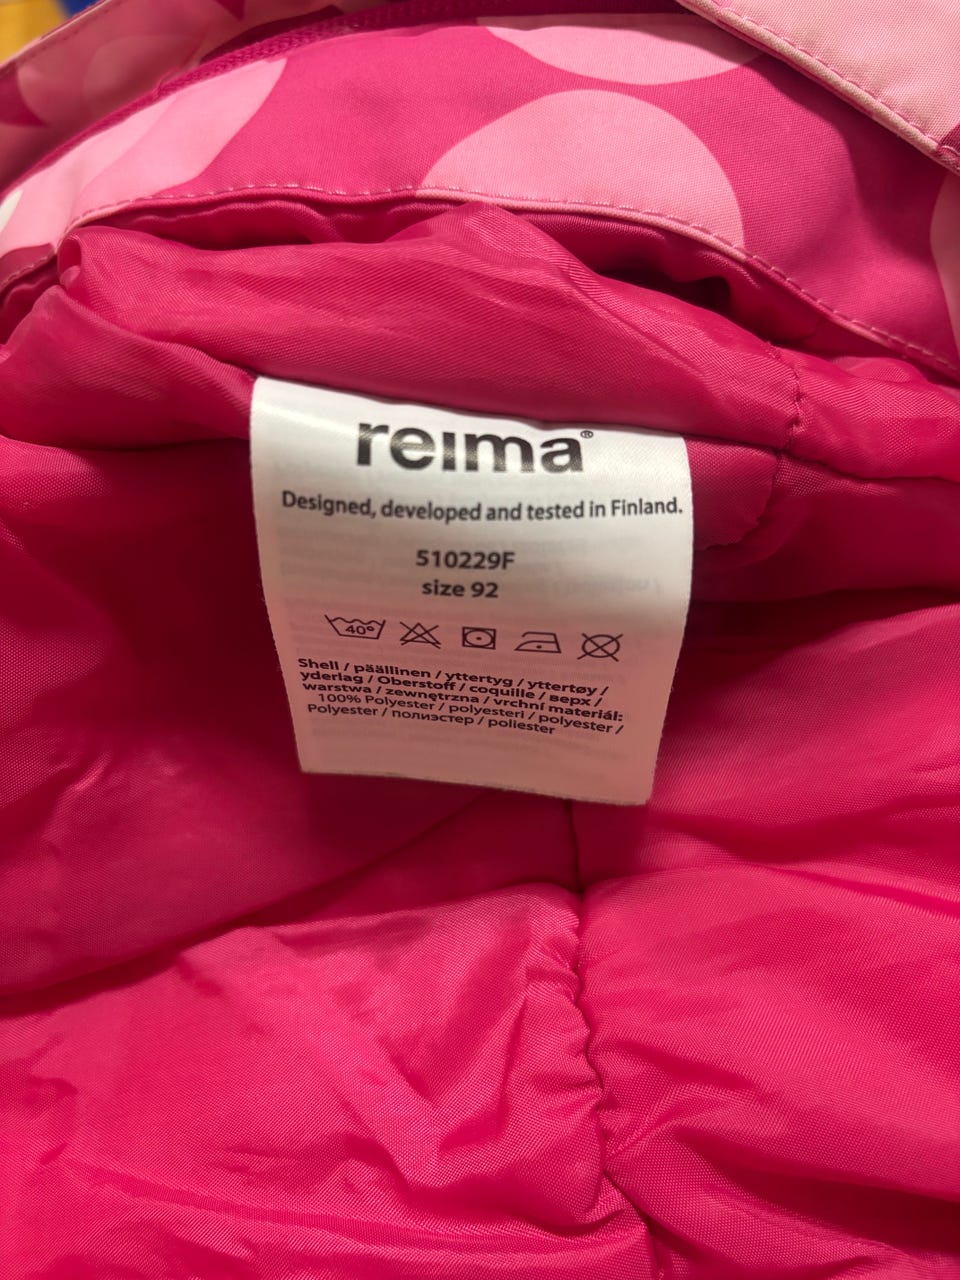 reima®
Designed, developed and tested in Finland.
510229F
size 92
40°
Shell / päällinen / yttertyg / yttertøy /
yderlag / Oberstoff / coquille / верх /
warstwa / zewnętrzna / vrchní materiál:
100% Polyester / polyesteri / polyester /
Polyester / полиэстер / poliester